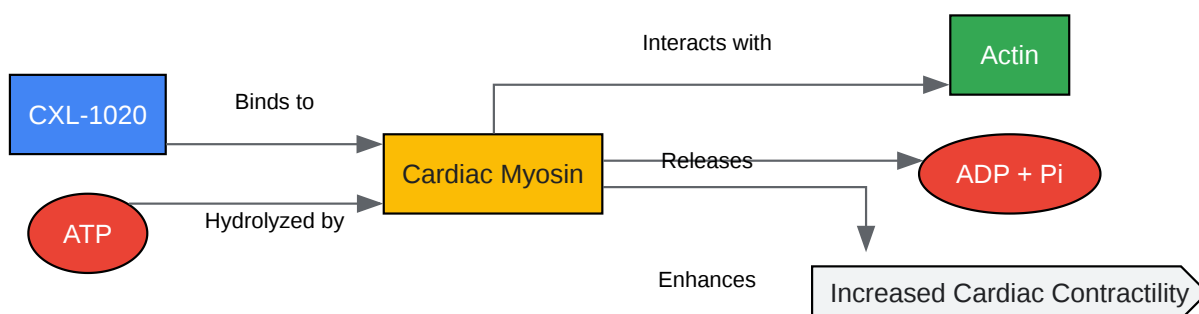 Interacts with
Actin
CXL-1020
Binds to
Cardiac Myosin
Releases
ADP + Pi
ATP
Hydrolyzed by
Enhances
Increased Cardiac Contractility